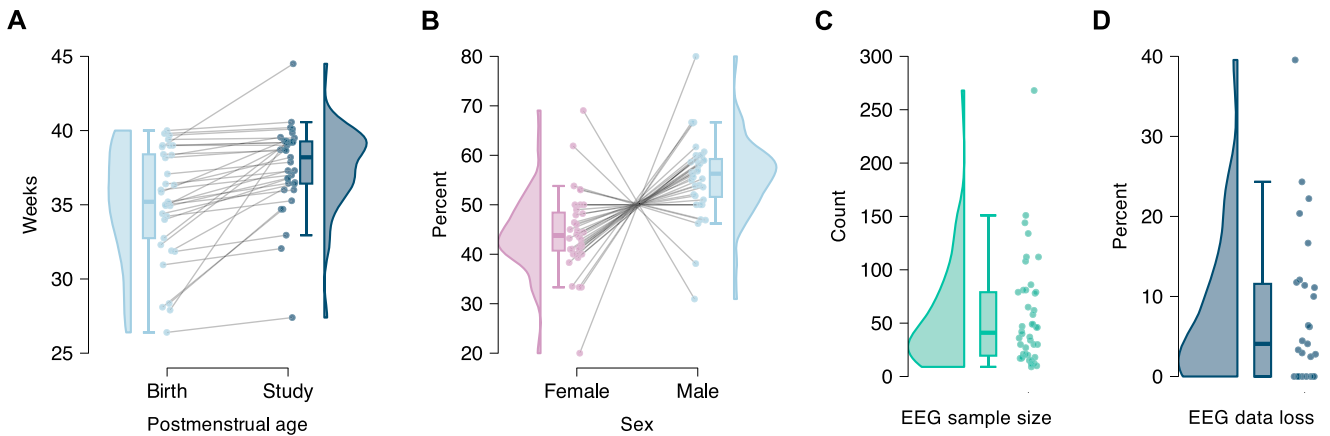 A
B
C
D
45
40
35
30
25
Weeks
Birth
Study
Postmenstrual age
80
70
60
50
40
30
20
Percent
Female
Male
Sex
300
250
200
150
100
50
0
Count
EEG sample size
40
30
20
10
0
Percent
EEG data loss